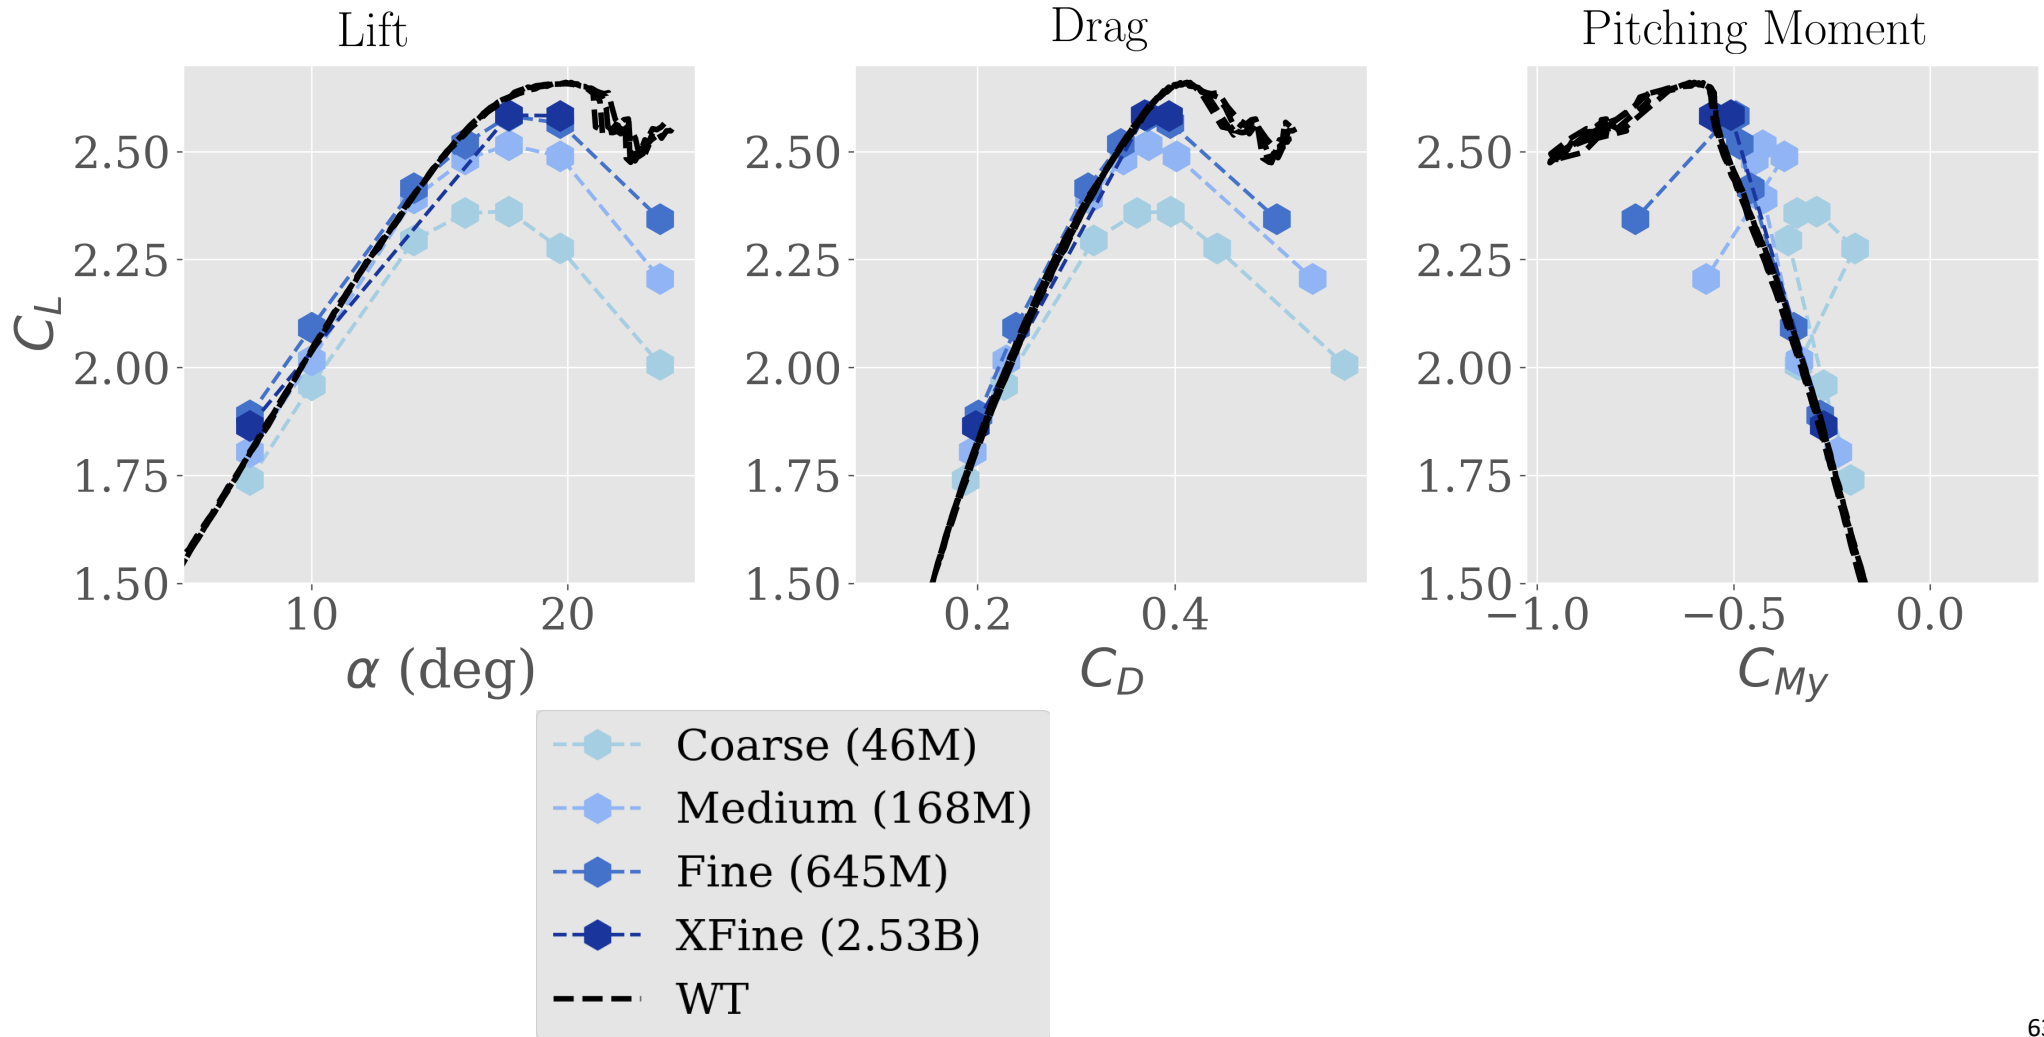 Lift
Drag
Pitching Moment
C_L
2.50
2.25
2.00
1.75
1.50
10
20
α (deg)
2.50
2.25
2.00
1.75
1.50
0.2
0.4
C_D
2.50
2.25
2.00
1.75
1.50
−1.0
−0.5
0.0
C_My
Coarse (46M)
Medium (168M)
Fine (645M)
XFine (2.53B)
WT